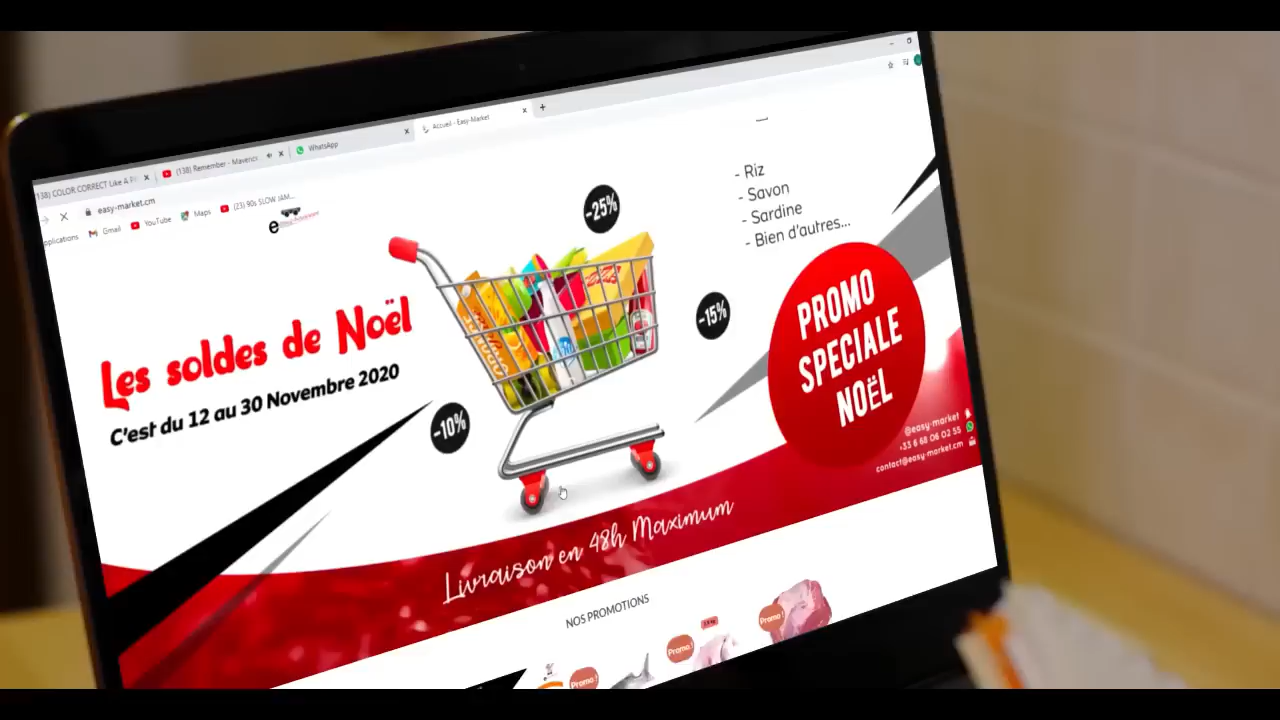 138) COLOR CORRECT Like A
(138) Remember - Maverick
WhatsApp
Accueil - Easy-Market
easy-market.cm
pplications
Gmail
YouTube
Maps
(23) 90s SLOW JAM...
e
-25%
- Riz
- Savon
- Sardine
- Bien d'autres...
Les soldes de Noël
C'est du 12 au 30 Novembre 2020
-15%
-10%
PROMO
SPECIALE
NOËL
@easy-market
+33 6 68 06 02 55
contact@easy-market.cm
Livraison en 48h Maximum
NOS PROMOTIONS
Promo !
Promo !
Promo !